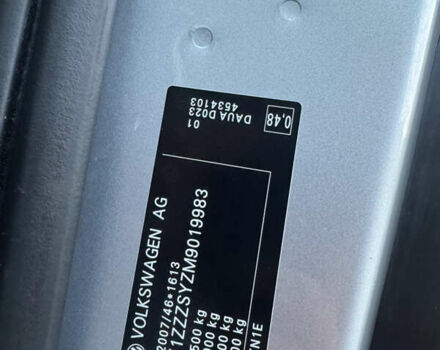 VOLKSWAGEN AG
2007/46*1613
1ZZZSYZM9019983
500 kg
000 kg
00 kg
00 kg
N1E
01
DAUA D023
4534103
0,48